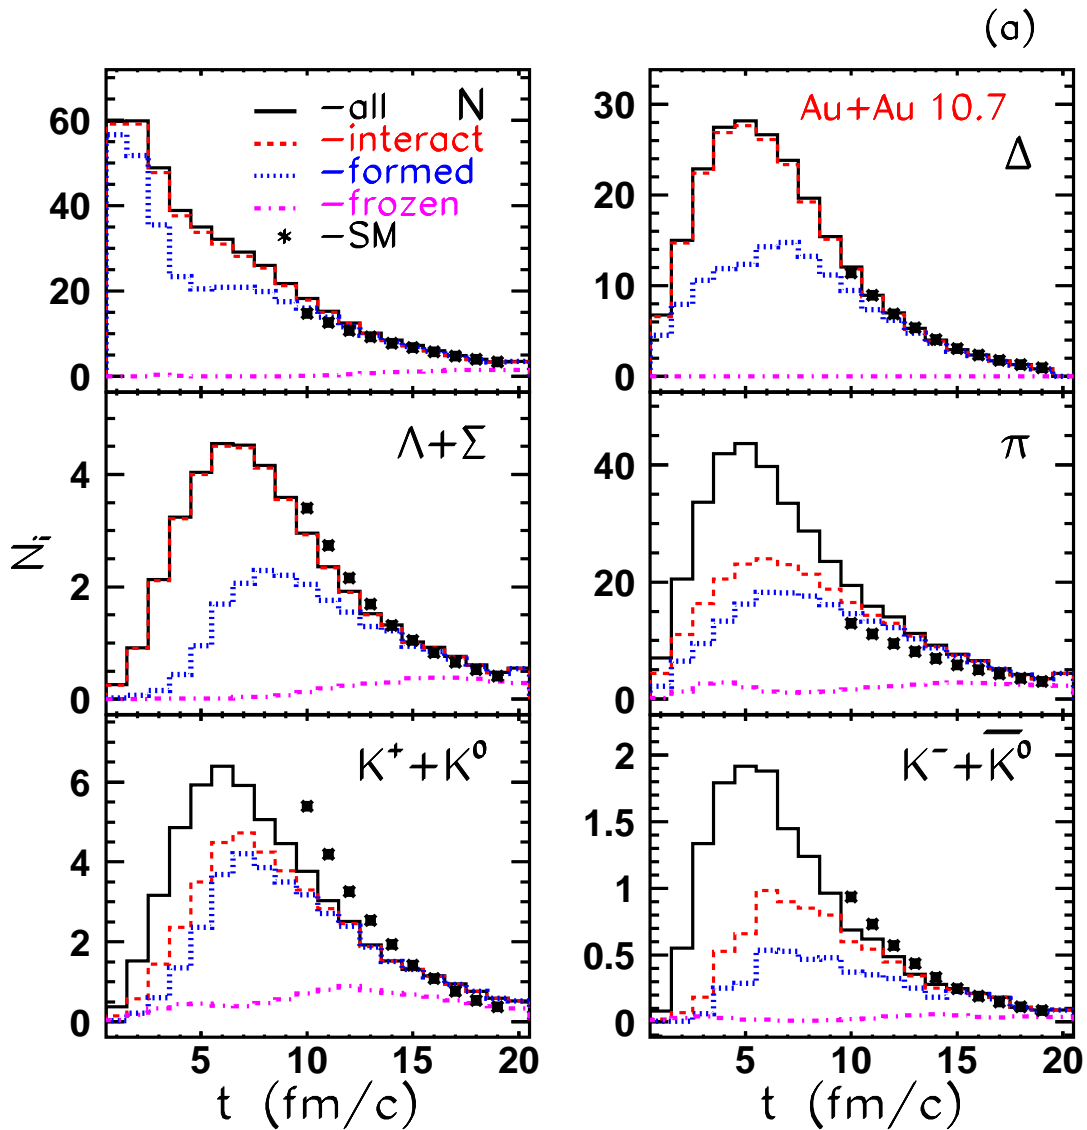 (a)
–all N
–interact
–formed
–frozen
* –SM
60
40
20
0
Au+Au 10.7
Δ
30
20
10
0
Λ+Σ
4
2
0
π
40
20
0
N_i
K⁺+K⁰
6
4
2
0
K⁻+K̅⁰
2
1.5
1
0.5
0
5 10 15 20
5 10 15 20
t (fm/c)
t (fm/c)